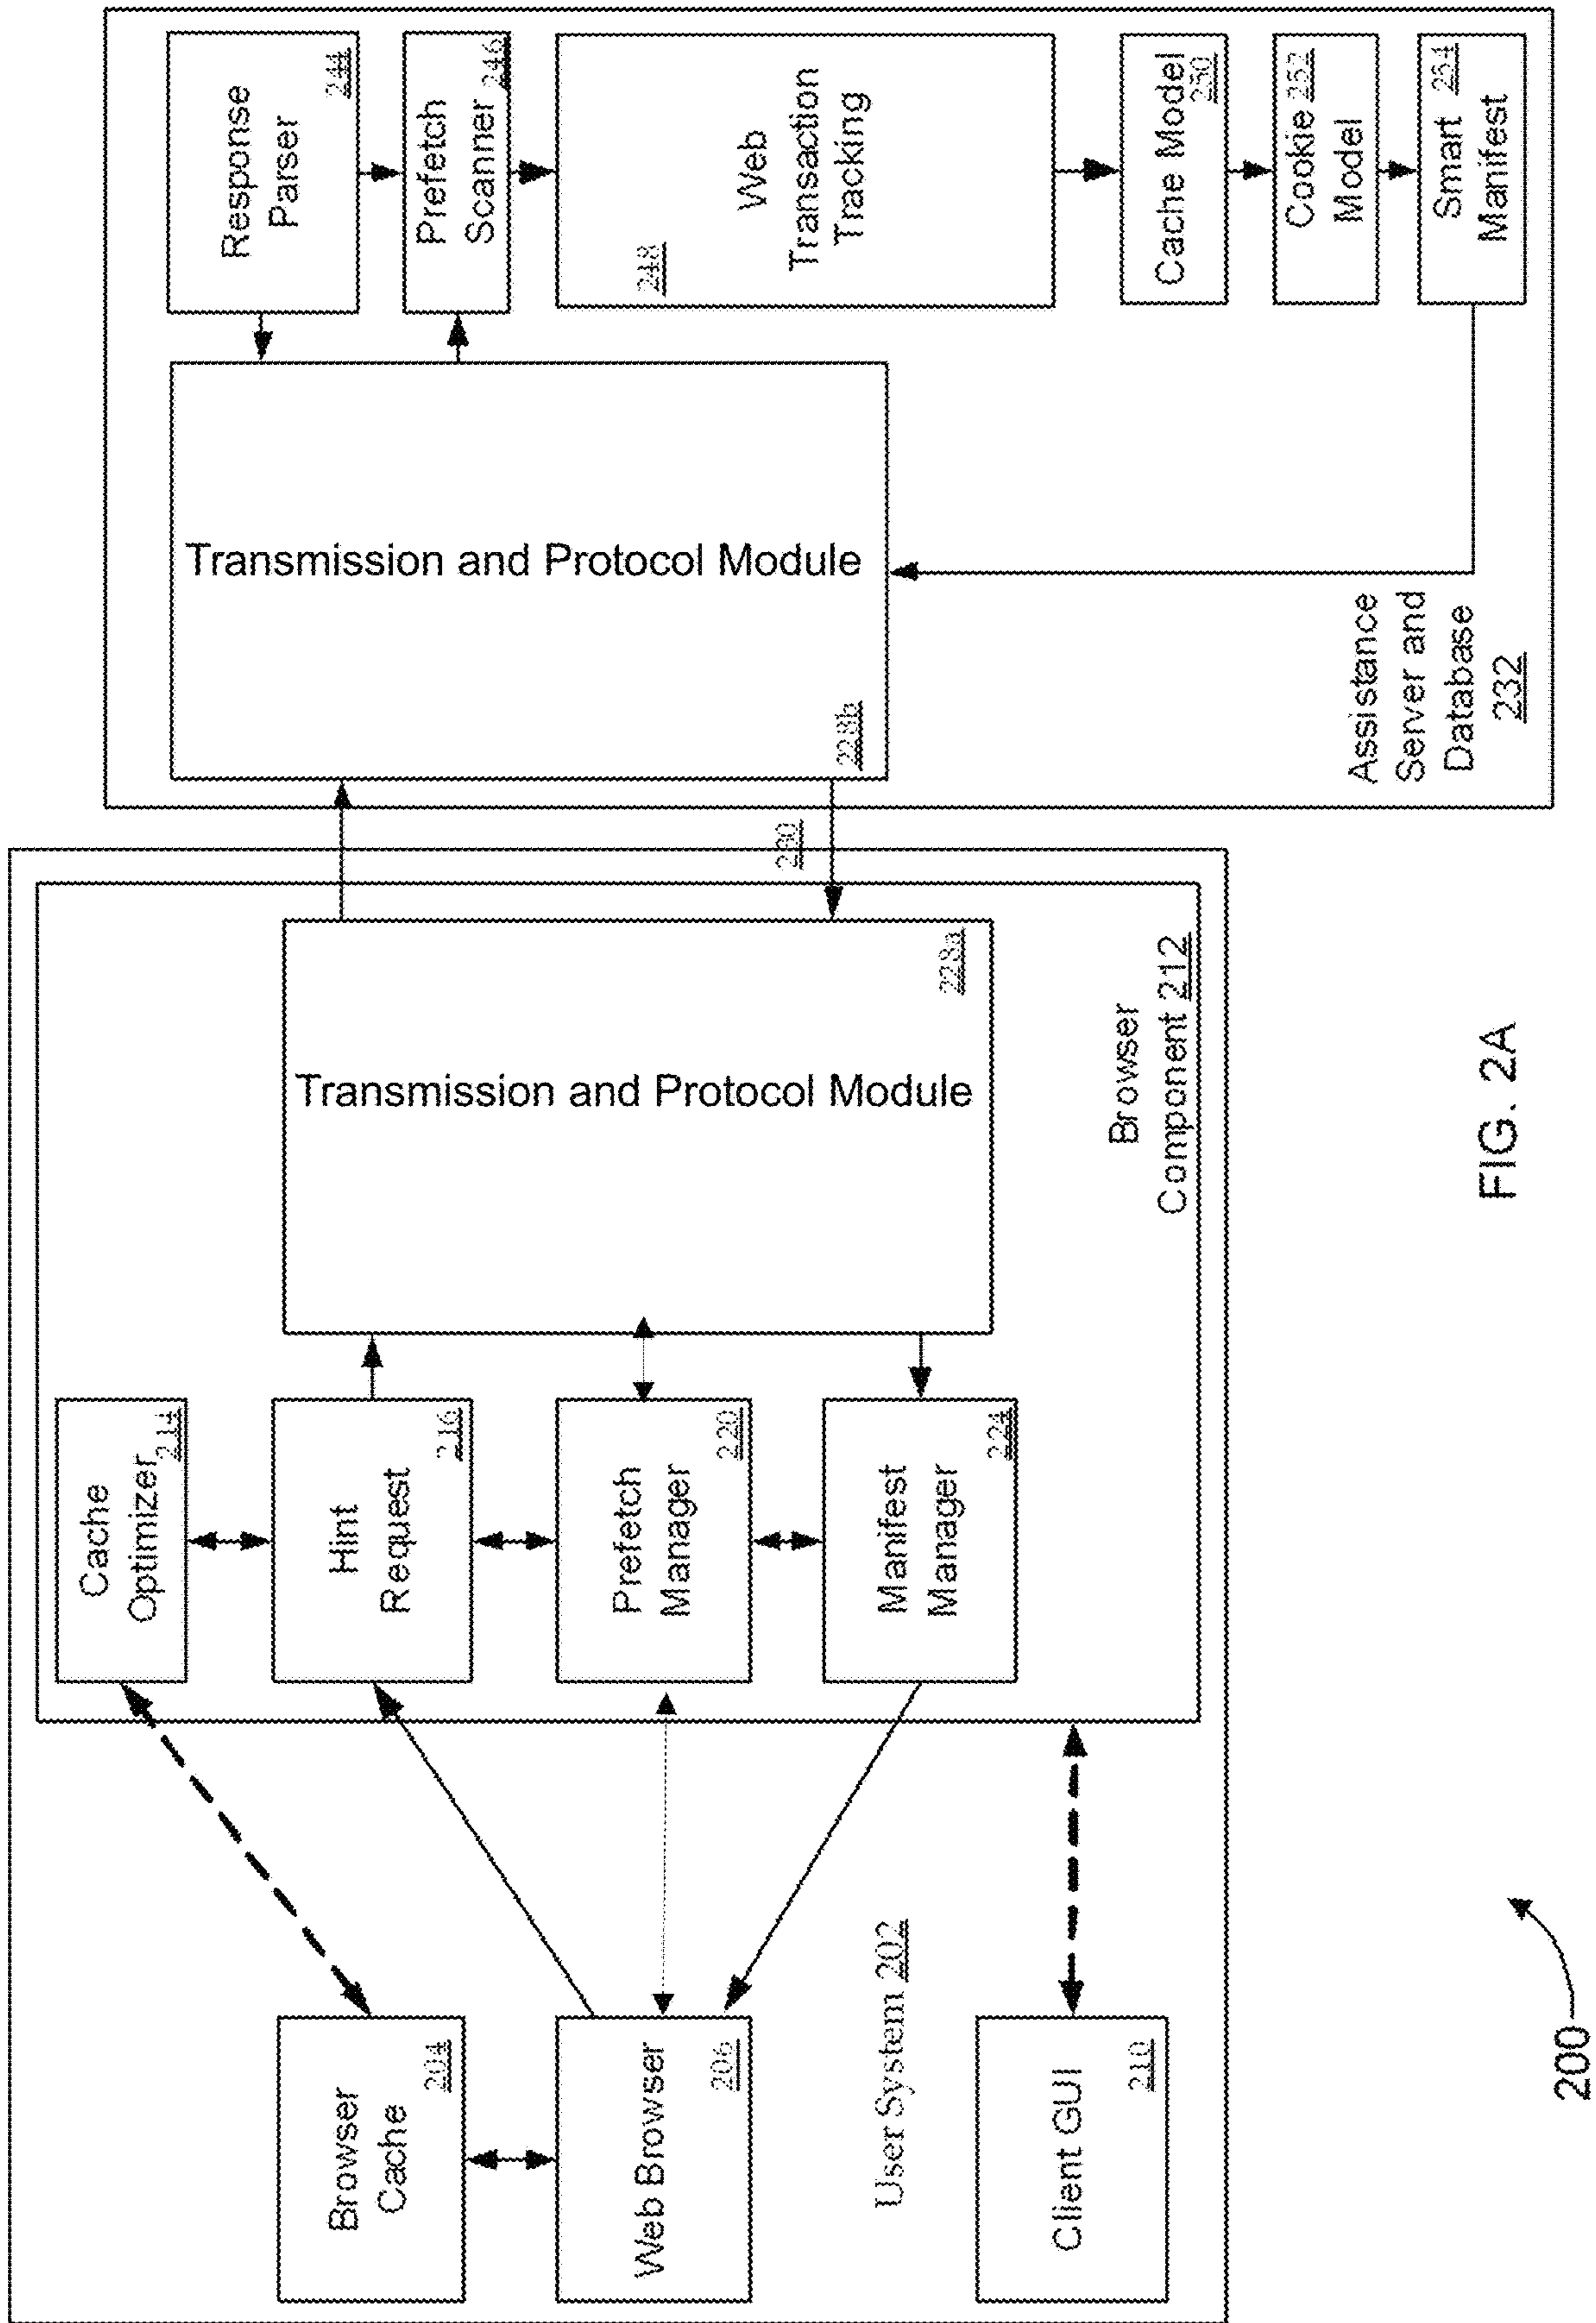 Browser
Cache
204
Web Browser
206
User System 202
Client GUI
210
Cache
Optimizer
214
Hint
Request
216
Prefetch
Manager
220
Manifest
Manager
224
Transmission and Protocol Module
228a
Browser
Component 212
230
Transmission and Protocol Module
228b
Assistance
Server and
Database
232
Response
Parser
244
Prefetch
Scanner 246
Web
Transaction
Tracking
248
Cache Model
250
Cookie 252
Model
Smart 254
Manifest
200
FIG. 2A